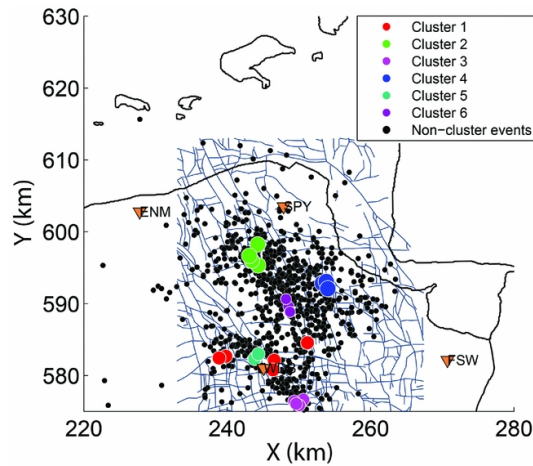 630
620
610
600
590
580
Y (km)
220
240
260
280
X (km)
Cluster 1
Cluster 2
Cluster 3
Cluster 4
Cluster 5
Cluster 6
Non-cluster events
ENM
SPY
FSW